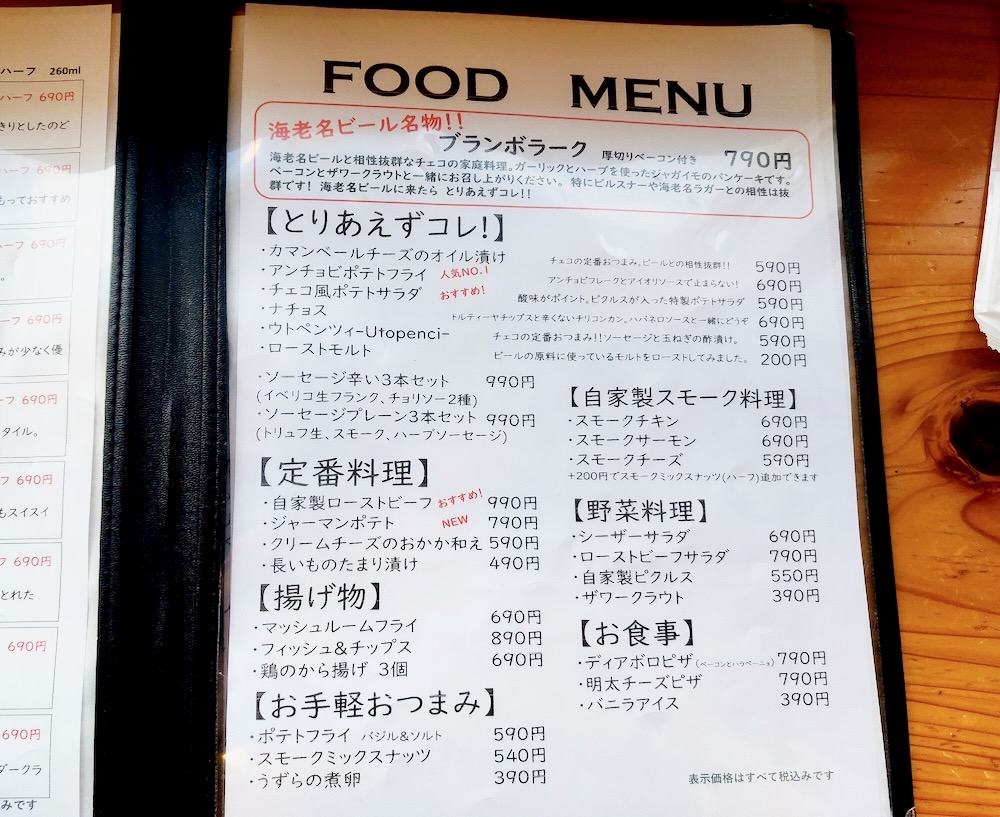 ハーフ 260ml
ハーフ 690円
きりとしたのど
ハーフ 690円
もっておすすめ
ハーフ 690円
。
ーフ 690円
みが少なく優
ーフ 690円
タイル。
ーフ 690円
もスイスイ
フ 690円
とれた
690円
690円
ダークラ
みです
FOOD MENU
海老名ビール名物!!
ブランボラーク 厚切りベーコン付き 790円
海老名ビールと相性抜群なチェコの家庭料理。ガーリックとハーブを使ったジャガイモのパンケーキです。
ベーコンとザワークラウトと一緒にお召し上がりください。 特にピルスナーや海老名ラガーとの相性は抜
群です! 海老名ビールに来たら とりあえずコレ!!
【とりあえずコレ!】
・カマンベールチーズのオイル漬け チェコの定番おつまみ。ビールとの相性抜群!! 590円
・アンチョビポテトフライ 人気NO.1 アンチョビフレークとアイオリソースで止まらない! 690円
・チェコ風ポテトサラダ おすすめ! 酸味がポイント。ピクルスが入った特製ポテトサラダ 590円
・ナチョス トルティーヤチップスと辛くないチリコンカン。ハバネロソースと一緒にどうぞ 690円
・ウトペンツィ-Utopenci- チェコの定番おつまみ!!ソーセージと玉ねぎの酢漬け。 590円
・ローストモルト ビールの原料に使っているモルトをローストしてみました。 200円
・ソーセージ辛い3本セット 990円
(イベリコ生フランク、チョリソー2種)
・ソーセージプレーン3本セット 990円
(トリュフ生、スモーク、ハーブソーセージ)
【定番料理】
・自家製ローストビーフ おすすめ! 990円
・ジャーマンポテト NEW 790円
・クリームチーズのおかか和え 590円
・長いものたまり漬け 490円
【揚げ物】
・マッシュルームフライ 690円
・フィッシュ&チップス 890円
・鶏のから揚げ 3個 690円
【お手軽おつまみ】
・ポテトフライ バジル&ソルト 590円
・スモークミックスナッツ 540円
・うずらの煮卵 390円
【自家製スモーク料理】
・スモークチキン 690円
・スモークサーモン 690円
・スモークチーズ 590円
+200円でスモークミックスナッツ(ハーフ)追加できます
【野菜料理】
・シーザーサラダ 690円
・ローストビーフサラダ 790円
・自家製ピクルス 550円
・ザワークラウト 390円
【お食事】
・ディアボロピザ(ベーコンとハラペーニョ) 790円
・明太チーズピザ 790円
・バニラアイス 390円
表示価格はすべて税込みです